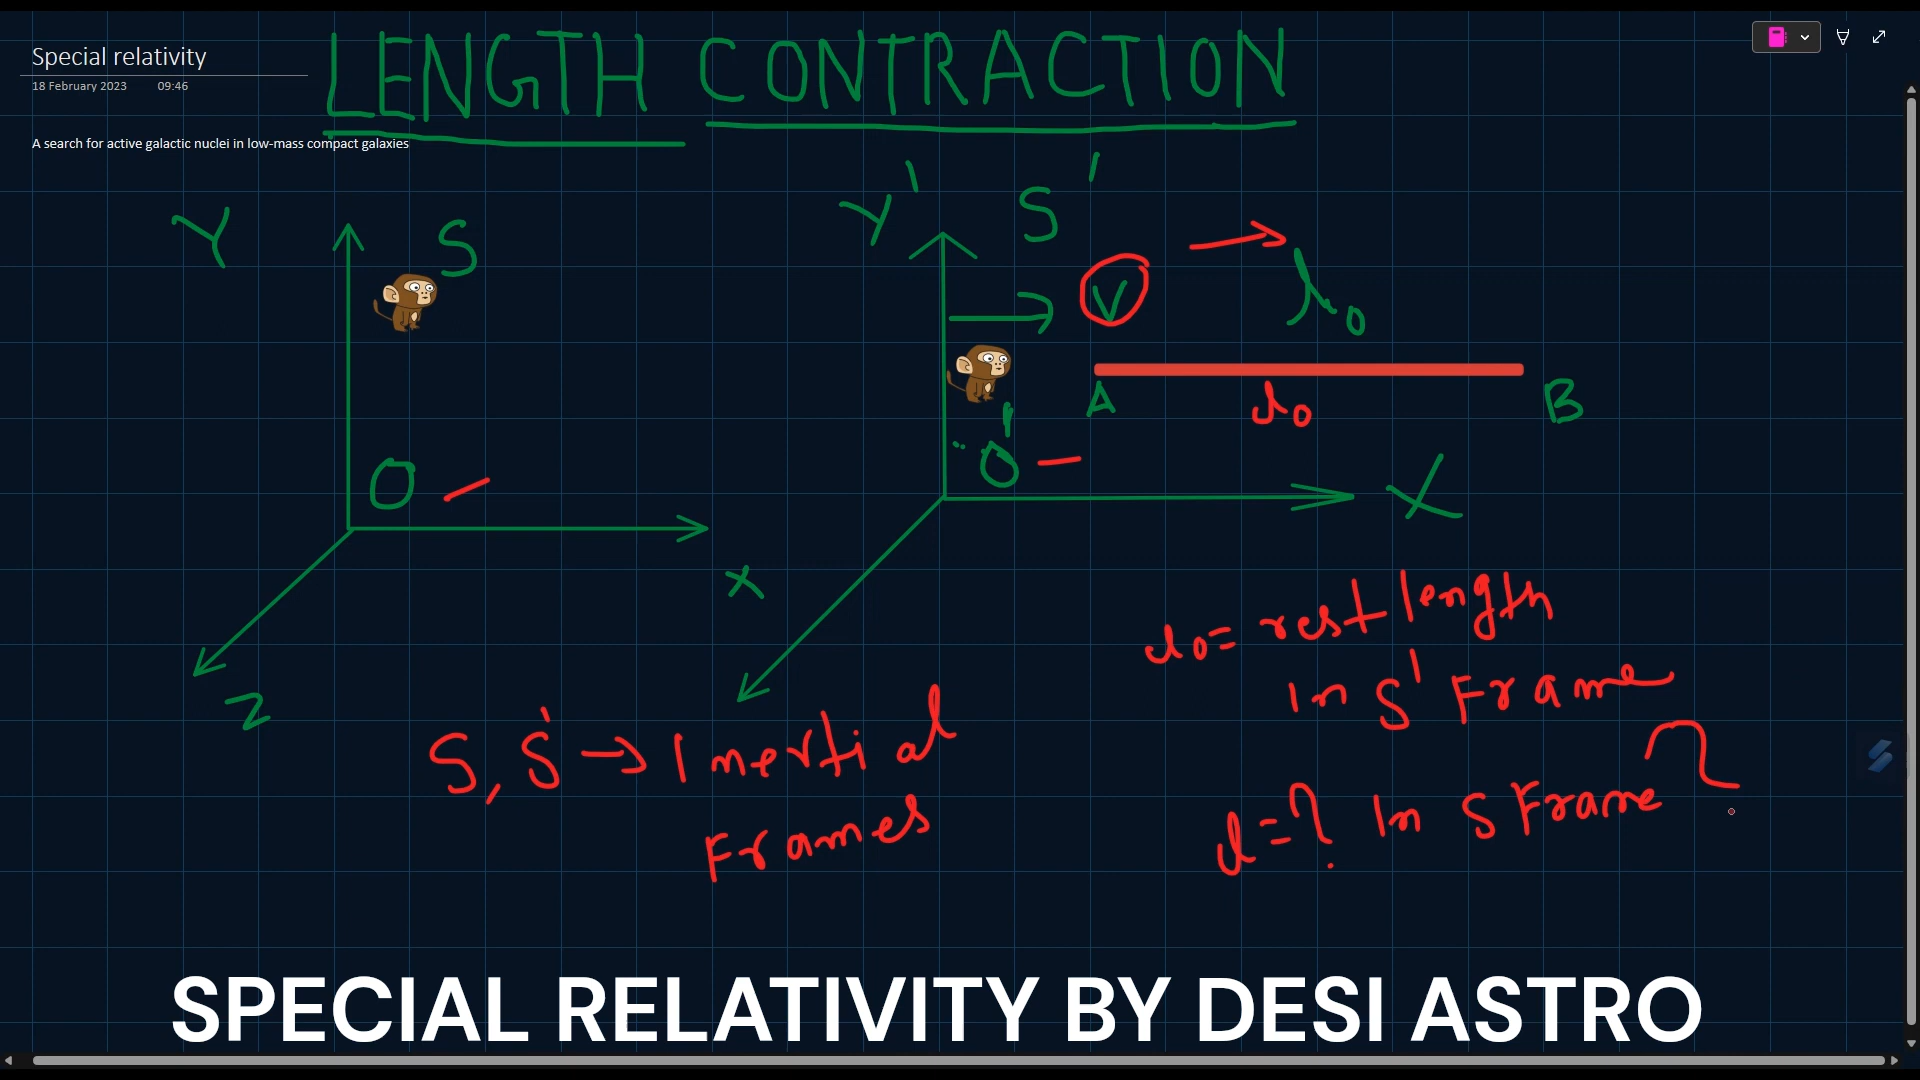 Special relativity
18 February 2023 09:46
LENGTH CONTRACTION
A search for active galactic nuclei in low-mass compact galaxies
Y S
Y' S'
V
l₀
A B
l₀
O
O'
X
x
Z
l₀ = rest length
In S' Frame
S, S' → Inertial
Frames
l = ? In S Frame
SPECIAL RELATIVITY BY DESI ASTRO